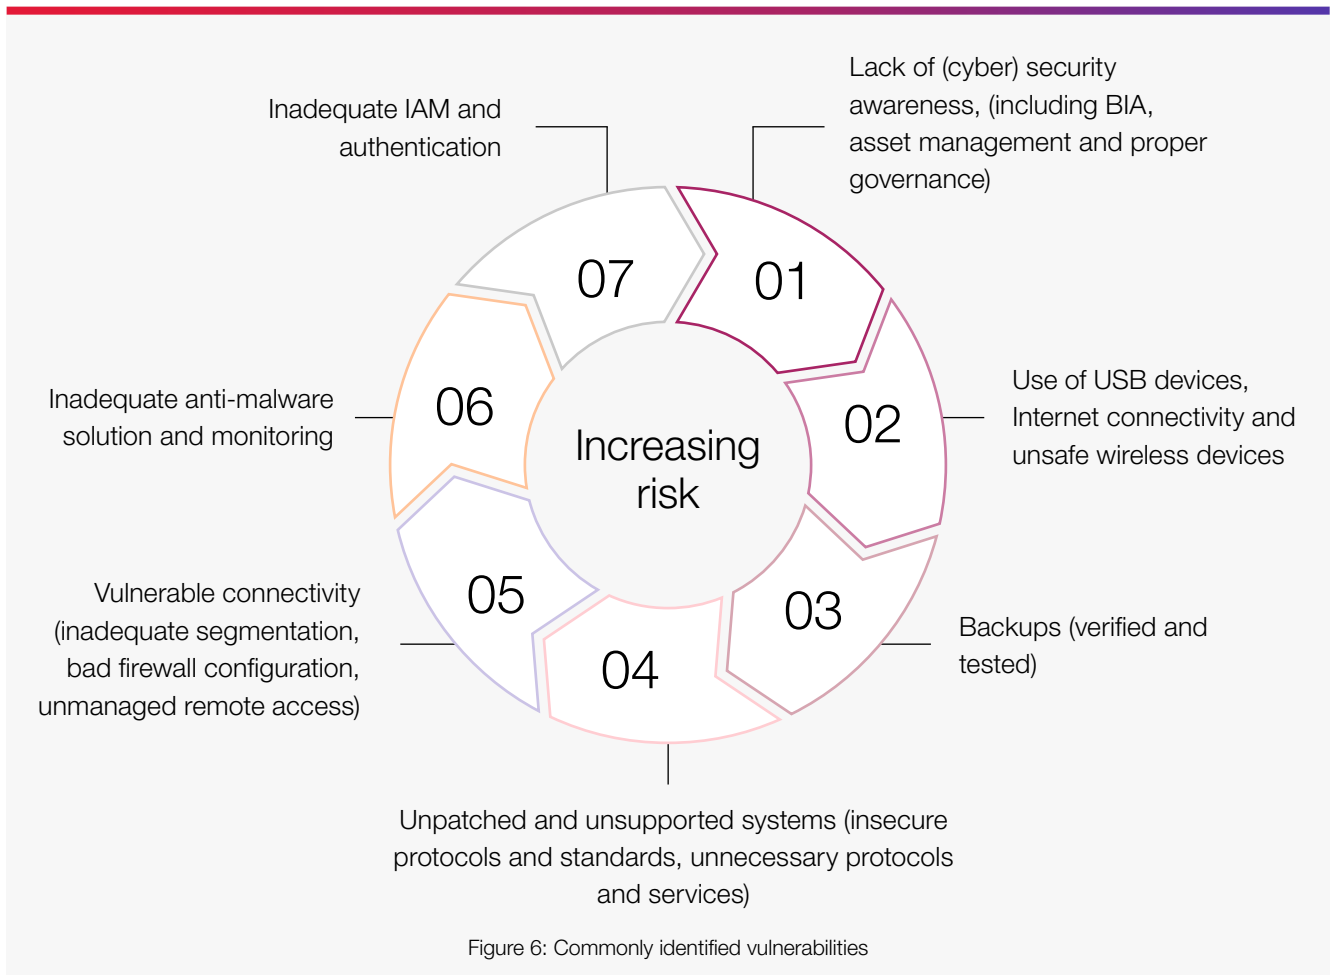 Lack of (cyber) security
awareness, (including BIA,
asset management and proper
governance)
Inadequate IAM and
authentication
07
01
Use of USB devices,
Internet connectivity and
unsafe wireless devices
Inadequate anti-malware
solution and monitoring
06
02
Increasing
risk
Vulnerable connectivity
(inadequate segmentation,
bad firewall configuration,
unmanaged remote access)
05
03
Backups (verified and
tested)
04
Unpatched and unsupported systems (insecure
protocols and standards, unnecessary protocols
and services)
Figure 6: Commonly identified vulnerabilities